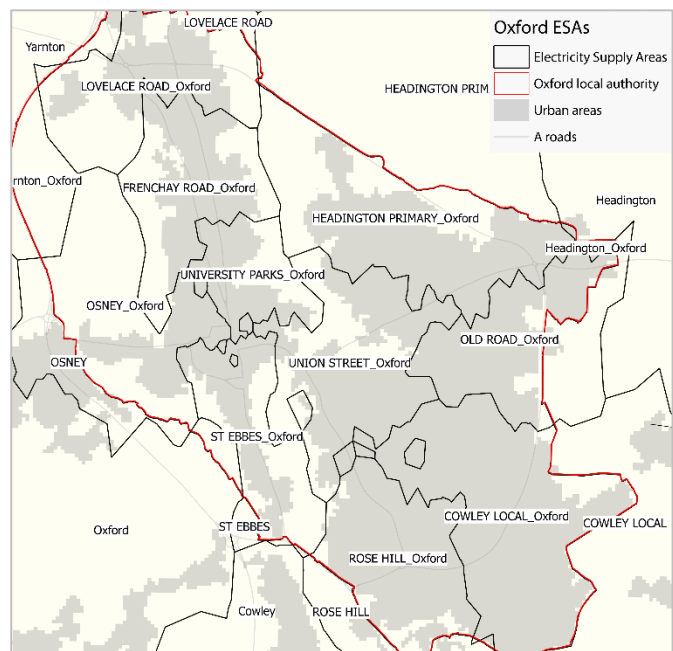 LOVELACE ROAD
Oxford ESAs
Yarnton
Electricity Supply Areas
LOVELACE ROAD_Oxford
HEADINGTON PRIM
Oxford local authority
Urban areas
A roads
rnton_Oxford
FRENCHAY ROAD_Oxford
Headington
HEADINGTON PRIMARY_Oxford
Headington_Oxford
UNIVERSITY PARKS_Oxford
OSNEY_Oxford
OLD ROAD_Oxford
OSNEY
UNION STREET_Oxford
ST EBBES_Oxford
COWLEY LOCAL_Oxford
COWLEY LOCAL
Oxford
ST EBBES
ROSE HILL_Oxford
Cowley
ROSE HILL